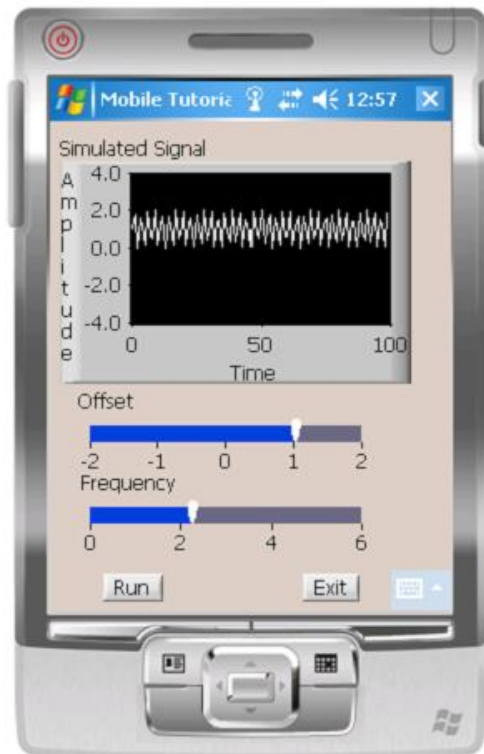 Mobile Tutoria 12:57
Simulated Signal
Amplitude
4.0
2.0
0.0
-2.0
-4.0
0 50 100
Time
Offset
-2 -1 0 1 2
Frequency
0 2 4 6
Run Exit